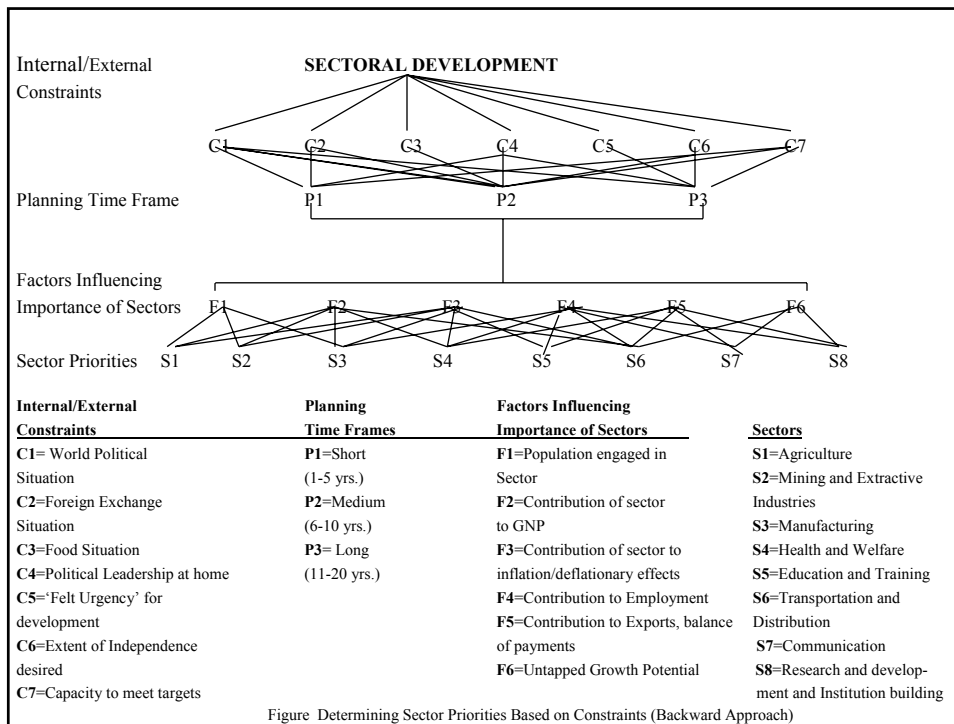 Internal/External SECTORAL DEVELOPMENT
Constraints
C1 C2 C3 C4 C5 C6 C7
Planning Time Frame P1 P2 P3
Factors Influencing
Importance of Sectors F1 F2 F3 F4 F5 F6
Sector Priorities S1 S2 S3 S4 S5 S6 S7 S8
Internal/External Planning Factors Influencing
Constraints Time Frames Importance of Sectors Sectors
C1= World Political P1=Short F1=Population engaged in S1=Agriculture
Situation (1-5 yrs.) Sector S2=Mining and Extractive
C2=Foreign Exchange P2=Medium F2=Contribution of sector Industries
Situation (6-10 yrs.) to GNP S3=Manufacturing
C3=Food Situation P3= Long F3=Contribution of sector to S4=Health and Welfare
C4=Political Leadership at home (11-20 yrs.) inflation/deflationary effects S5=Education and Training
C5=‘Felt Urgency’ for F4=Contribution to Employment S6=Transportation and
development F5=Contribution to Exports, balance Distribution
C6=Extent of Independence of payments S7=Communication
desired F6=Untapped Growth Potential S8=Research and develop-
C7=Capacity to meet targets ment and Institution building
Figure Determining Sector Priorities Based on Constraints (Backward Approach)